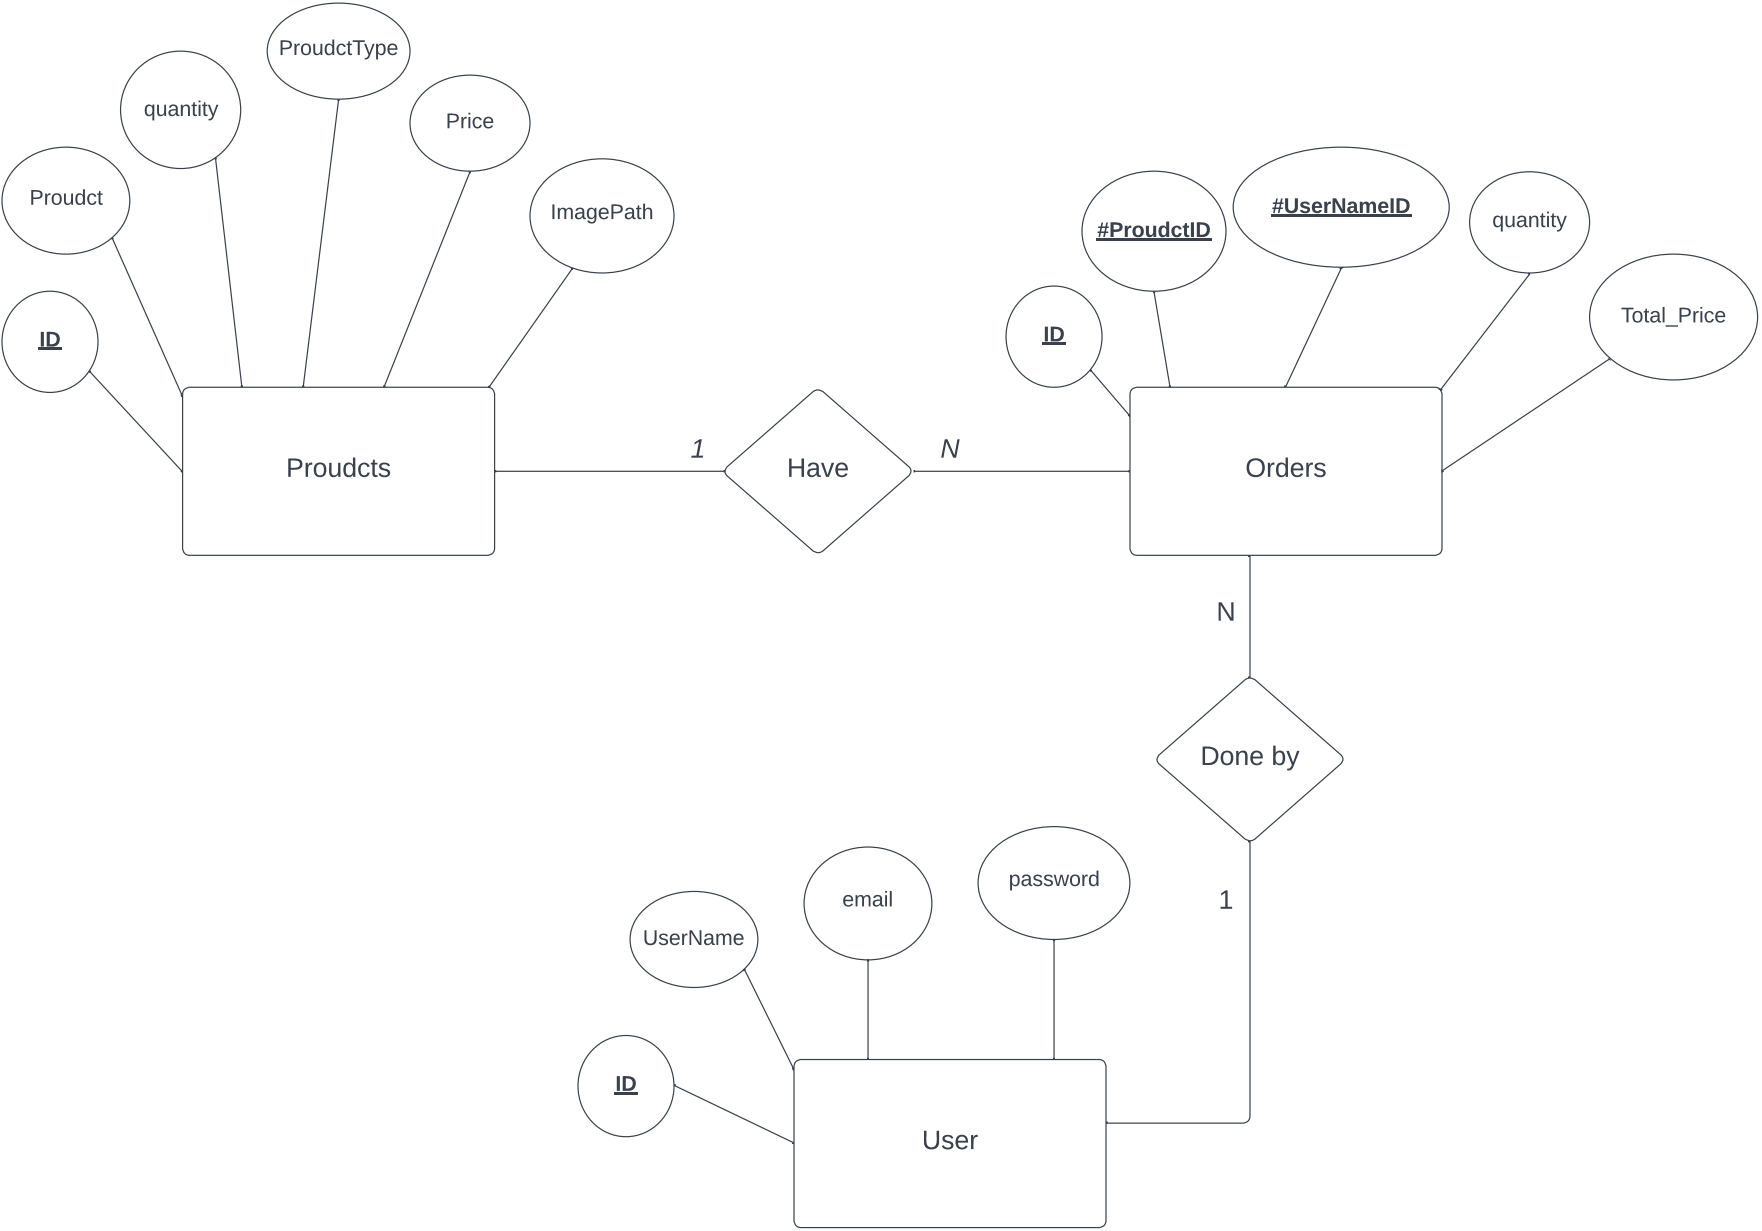 ProudctType
quantity
Price
Proudct
ImagePath
ID
#ProudctID
#UserNameID
quantity
Total_Price
ID
Proudcts
1
Have
N
Orders
N
Done by
1
UserName
email
password
ID
User